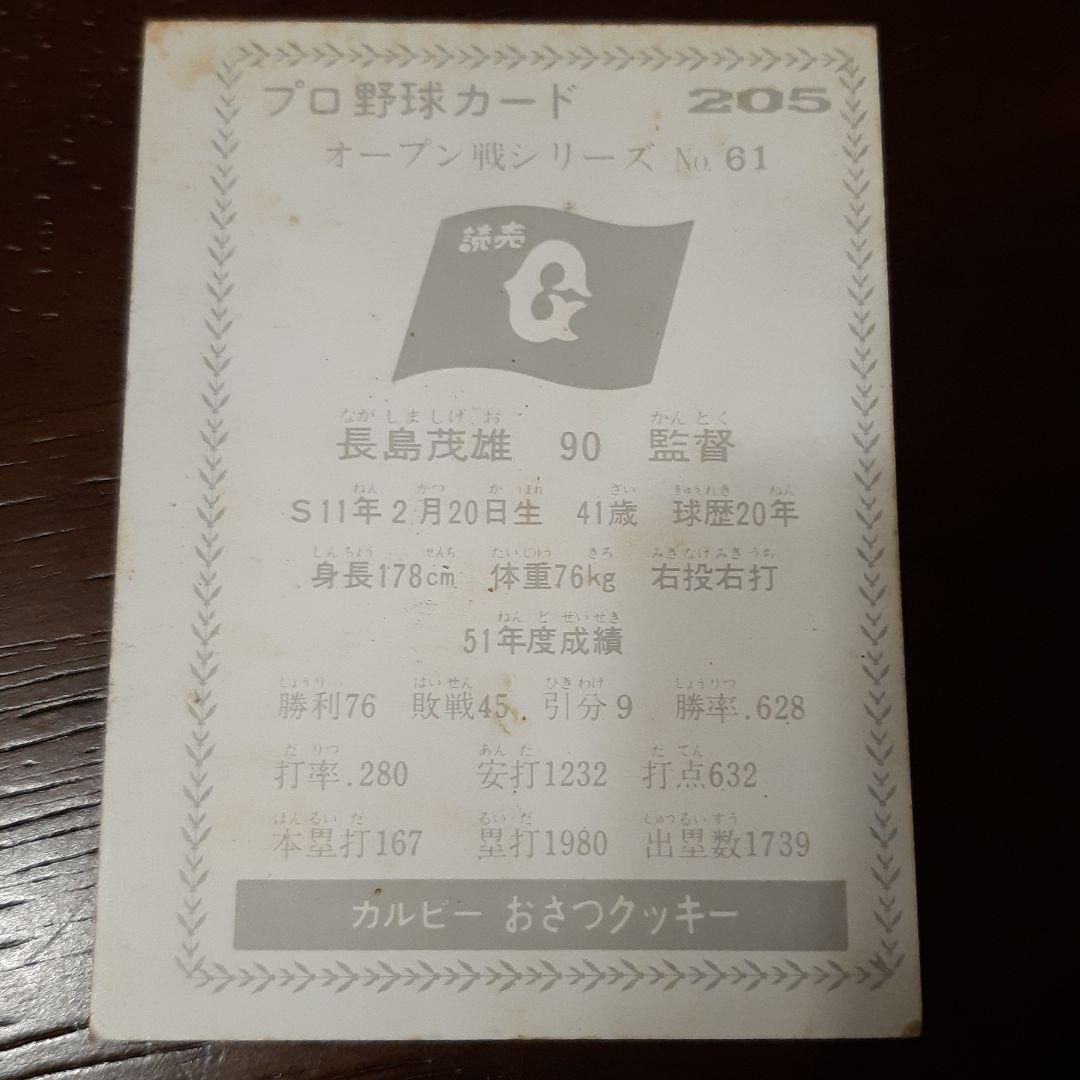 プロ野球カード 205
オープン戦シリーズ No. 61
読売
G
ながしましげお かんとく
長島茂雄 90 監督
ねん がつ か うまれ さい きゅうれき ねん
S11年2月20日生 41歳 球歴20年
しんちょう せんち たいじゅう きろ みぎなげみぎうち
身長178cm 体重76kg 右投右打
ねんどせいせき
51年度成績
しょうり はいせん ひきわけ しょうりつ
勝利76 敗戦45 引分9 勝率.628
だりつ あんだ だてん
打率.280 安打1232 打点632
ほんるいだ るいだ しゅつるいすう
本塁打167 塁打1980 出塁数1739
カルビー おさつクッキー